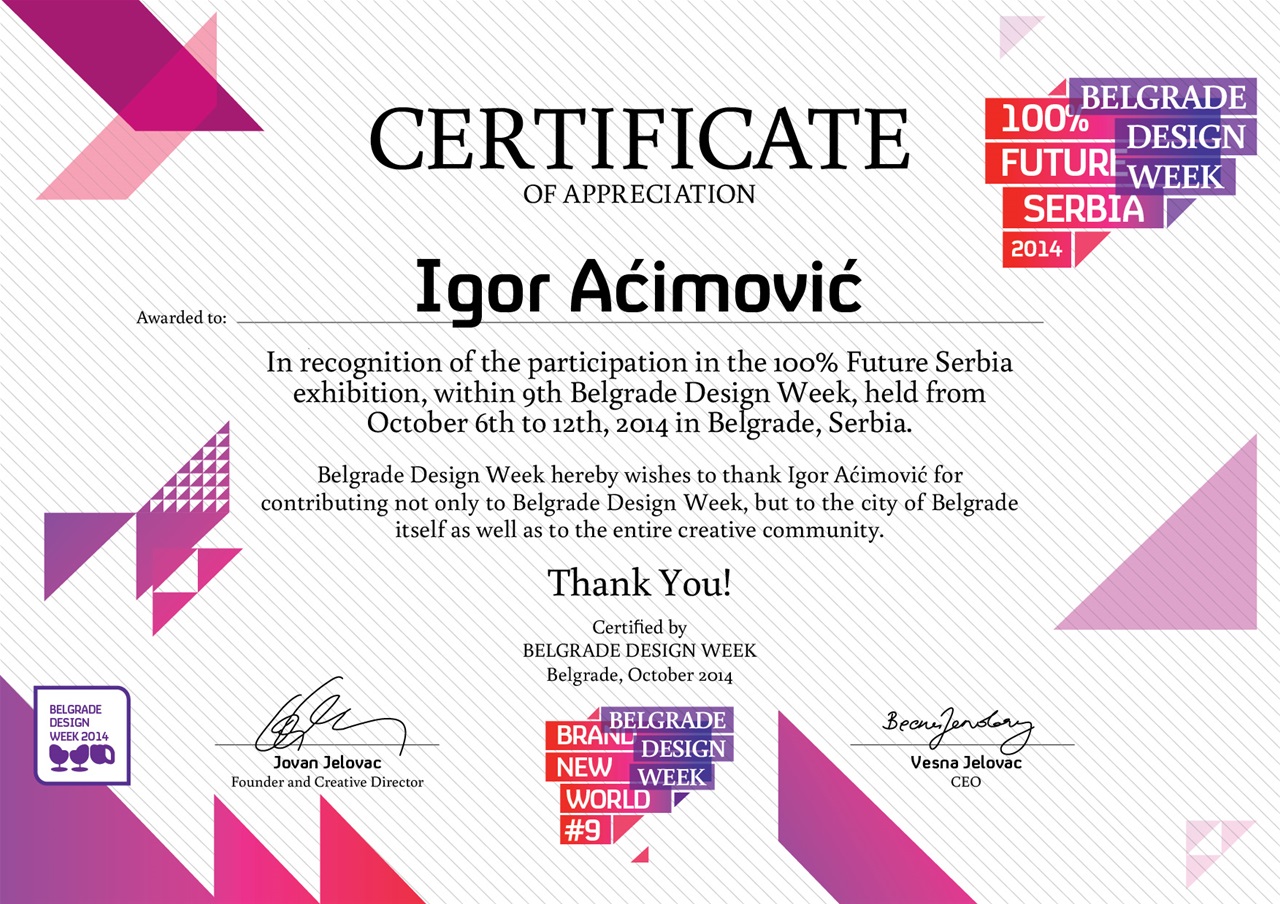 CERTIFICATE
OF APPRECIATION
BELGRADE
DESIGN
WEEK
100%
FUTURE
SERBIA
2014
Awarded to:
Igor Aćimović
In recognition of the participation in the 100% Future Serbia
exhibition, within 9th Belgrade Design Week, held from
October 6th to 12th, 2014 in Belgrade, Serbia.
Belgrade Design Week hereby wishes to thank Igor Aćimović for
contributing not only to Belgrade Design Week, but to the city of Belgrade
itself as well as to the entire creative community.
Thank You!
Certified by
BELGRADE DESIGN WEEK
Belgrade, October 2014
BELGRADE
DESIGN
WEEK 2014
Jovan Jelovac
Founder and Creative Director
BELGRADE
DESIGN
WEEK
BRAND
NEW
WORLD
#9
Vesna Jelovac
CEO